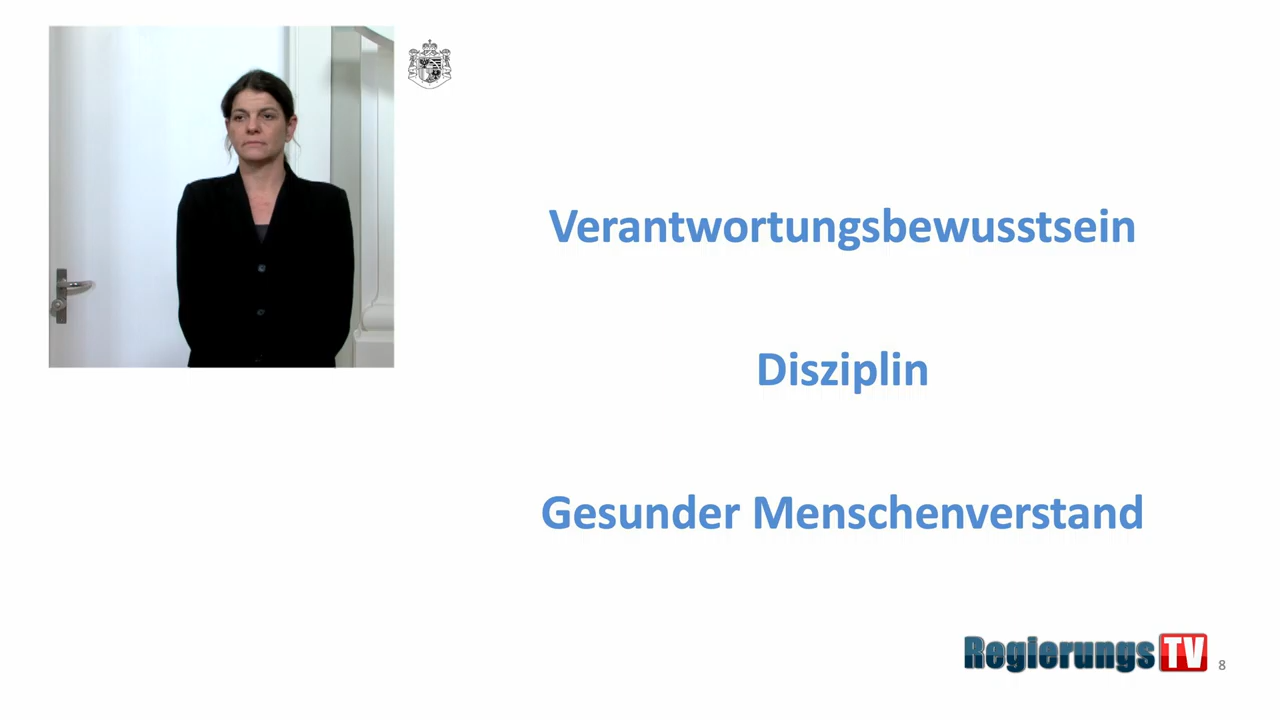 Verantwortungsbewusstsein
Disziplin
Gesunder Menschenverstand
RegierungsTV
8